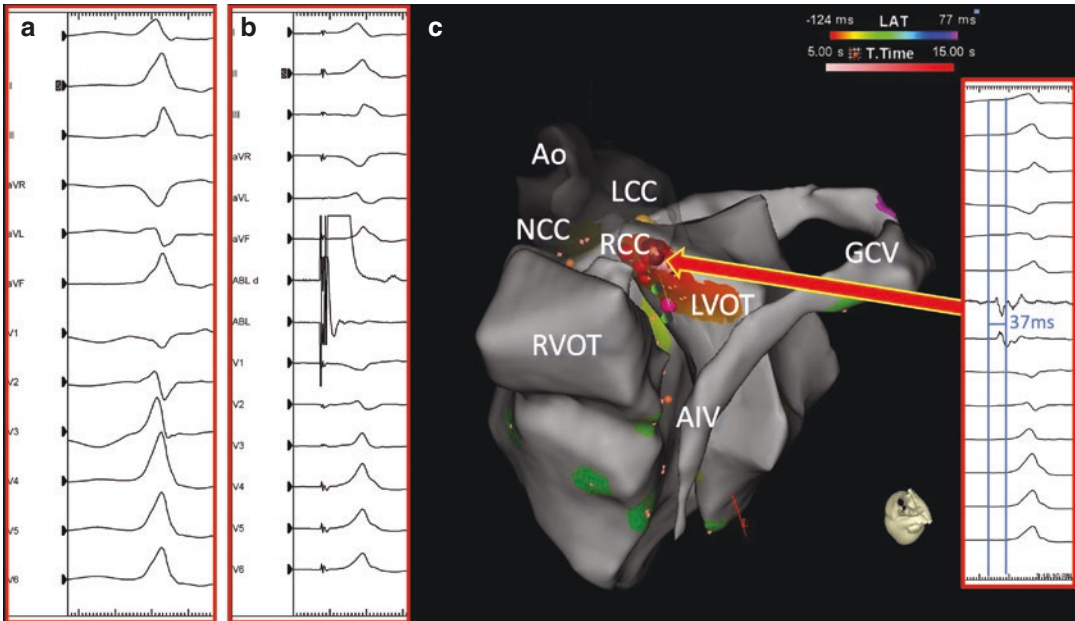 a
I
II
III
aVR
aVL
aVF
V1
V2
V3
V4
V5
V6
b
I
II
III
aVR
aVL
aVF
ABL d
ABL
V1
V2
V3
V4
V5
V6
c
-124 ms LAT 77 ms
5.00 s T.Time 15.00 s
Ao
LCC
NCC
RCC
GCV
LVOT
RVOT
AIV
37ms